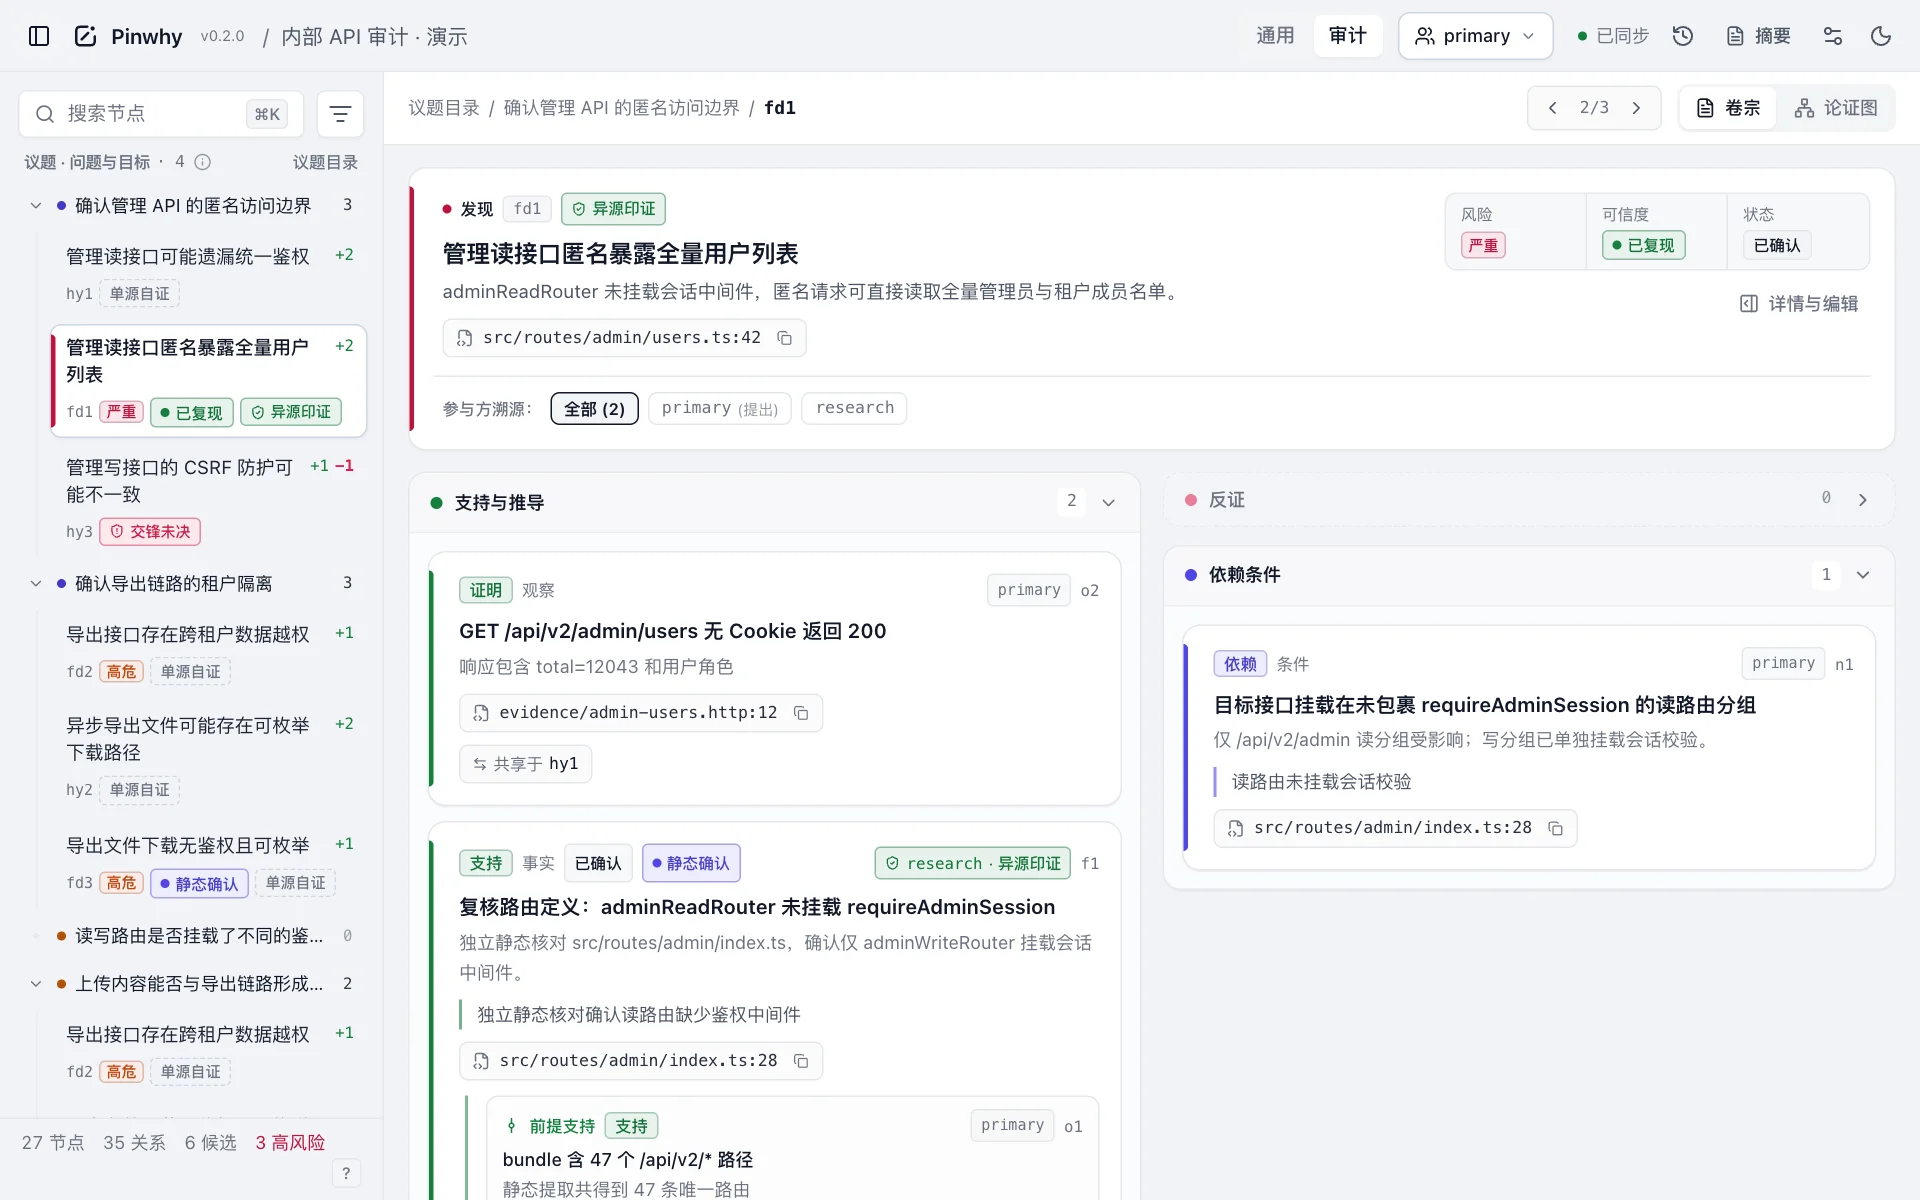 Pinwhy v0.2.0 / 内部 API 审计 · 演示
通用 审计 primary 已同步 摘要
搜索节点 ⌘K
议题 · 问题与目标 · 4 议题目录
确认管理 API 的匿名访问边界 3
管理读接口可能遗漏统一鉴权 +2
hy1 单源自证
管理读接口匿名暴露全量用户 +2
列表
fd1 严重 已复现 异源印证
管理写接口的 CSRF 防护可 +1 −1
能不一致
hy3 交锋未决
确认导出链路的租户隔离 3
导出接口存在跨租户数据越权 +1
fd2 高危 单源自证
异步导出文件可能存在可枚举 +2
下载路径
hy2 单源自证
导出文件下载无鉴权且可枚举 +1
fd3 高危 静态确认 单源自证
读写路由是否挂载了不同的鉴... 0
上传内容能否与导出链路形成... 2
导出接口存在跨租户数据越权 +1
fd2 高危 单源自证
27 节点 35 关系 6 候选 3 高风险
?
议题目录 / 确认管理 API 的匿名访问边界 / fd1
2/3 卷宗 论证图
发现 fd1 异源印证
管理读接口匿名暴露全量用户列表
adminReadRouter 未挂载会话中间件，匿名请求可直接读取全量管理员与租户成员名单。
src/routes/admin/users.ts:42
风险 可信度 状态
严重 已复现 已确认
详情与编辑
参与方溯源： 全部 (2) primary (提出) research
支持与推导 2
证明 观察 primary o2
GET /api/v2/admin/users 无 Cookie 返回 200
响应包含 total=12043 和用户角色
evidence/admin-users.http:12
共享于 hy1
支持 事实 已确认 静态确认 research · 异源印证 f1
复核路由定义：adminReadRouter 未挂载 requireAdminSession
独立静态核对 src/routes/admin/index.ts，确认仅 adminWriteRouter 挂载会话
中间件。
独立静态核对确认读路由缺少鉴权中间件
src/routes/admin/index.ts:28
前提支持 支持 primary o1
bundle 含 47 个 /api/v2/* 路径
静态提取共得到 47 条唯一路由
反证 0
依赖条件 1
依赖 条件 primary n1
目标接口挂载在未包裹 requireAdminSession 的读路由分组
仅 /api/v2/admin 读分组受影响；写分组已单独挂载会话校验。
读路由未挂载会话校验
src/routes/admin/index.ts:28